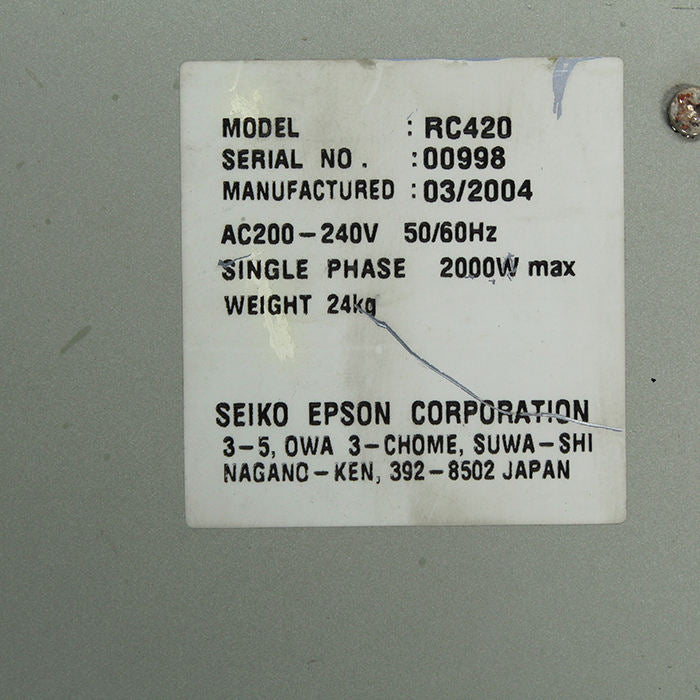 MODEL : RC420
SERIAL NO. :00998
MANUFACTURED :03/2004
AC200-240V 50/60Hz
SINGLE PHASE 2000W max
WEIGHT 24kg
SEIKO EPSON CORPORATION
3-5, OWA 3-CHOME, SUWA-SHI
NAGANO-KEN, 392-8502 JAPAN